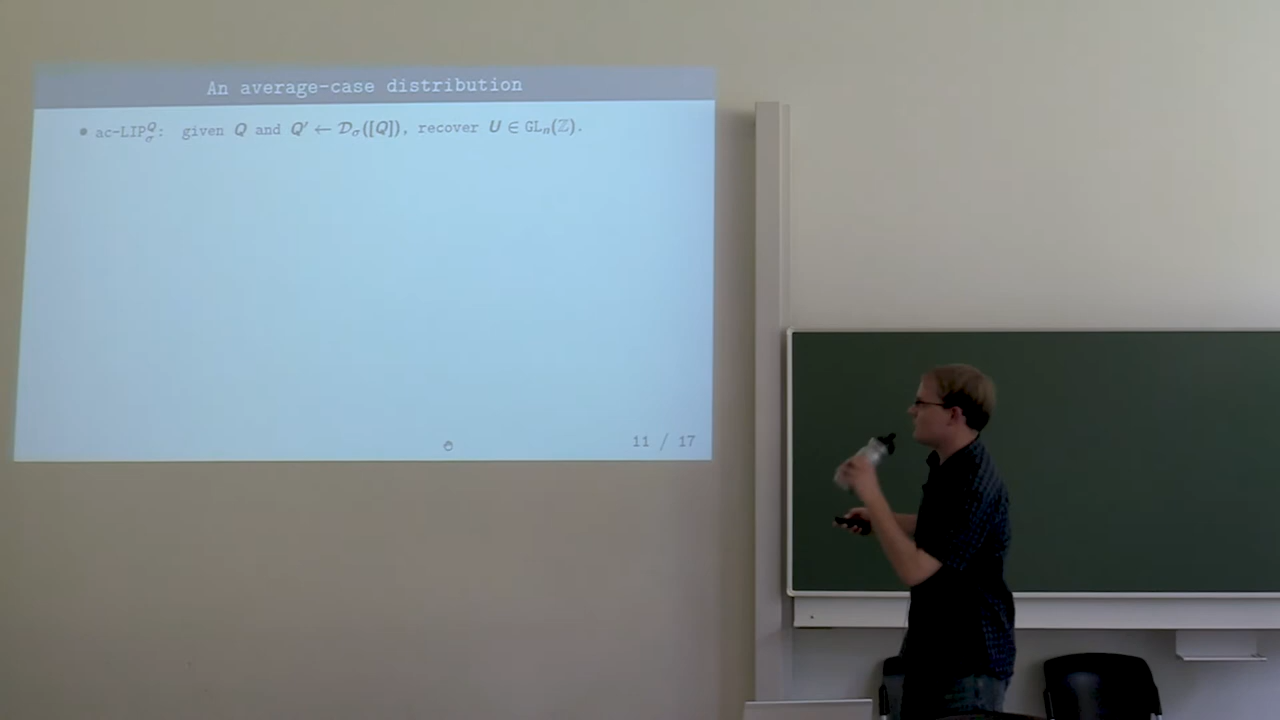 An average-case distribution
• ac-LIP^Q_σ: given Q and Q′ ← 𝒟_σ([Q]), recover U ∈ GL_n(ℤ).
11 / 17